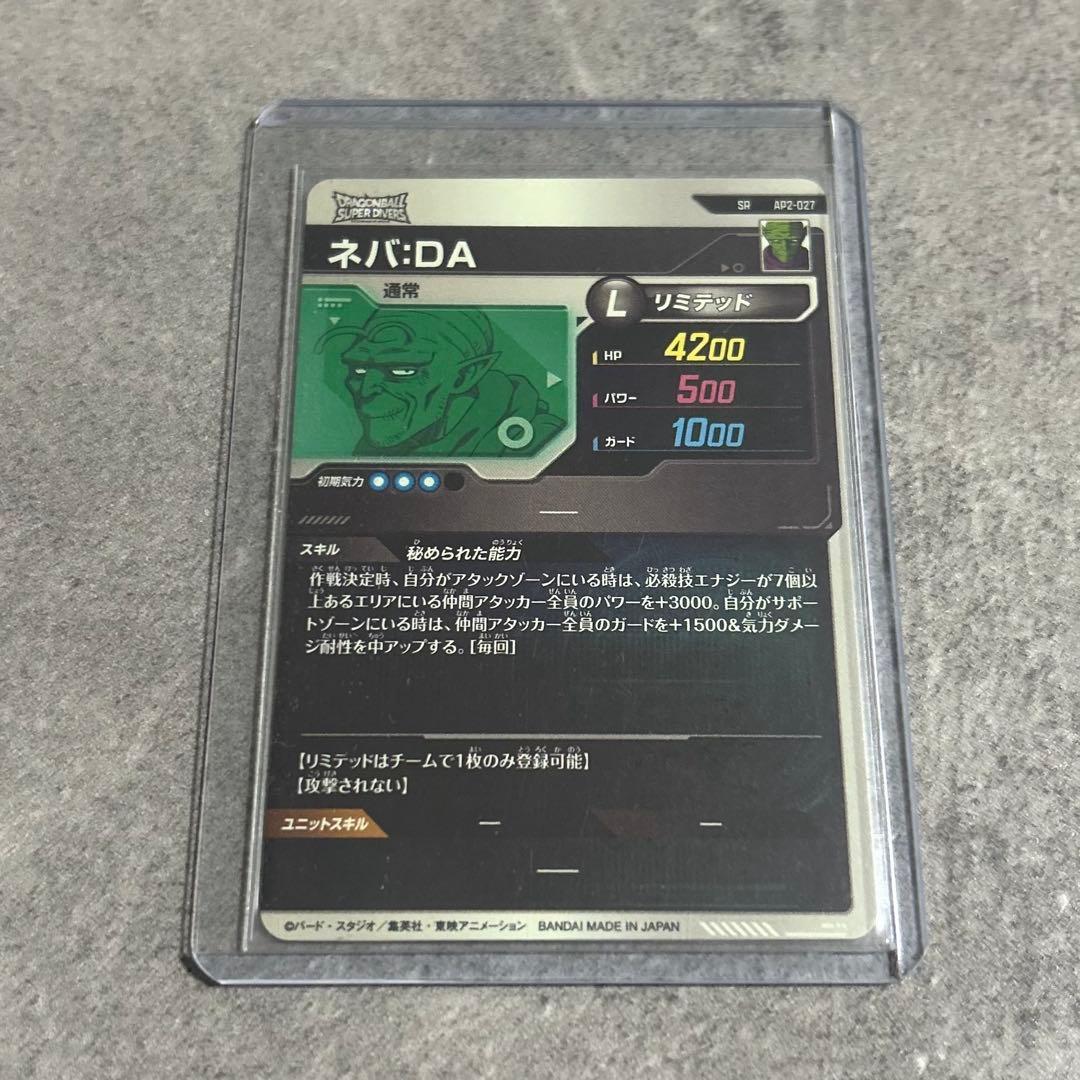 DRAGONBALL
SUPER DIVERS
SR AP2-027
ネバ:DA
通常
L リミテッド
HP 4200
パワー 500
ガード 1000
初期気力
—
スキル 秘められた能力
作戦決定時、自分がアタックゾーンにいる時は、必殺技エナジーが7個以
上あるエリアにいる仲間アタッカー全員のパワーを+3000。自分がサポー
トゾーンにいる時は、仲間アタッカー全員のガードを+1500&気力ダメー
ジ耐性を中アップする。[毎回]
【リミテッドはチームで1枚のみ登録可能】
【攻撃されない】
ユニットスキル — —
—
©バード・スタジオ/集英社・東映アニメーション BANDAI MADE IN JAPAN